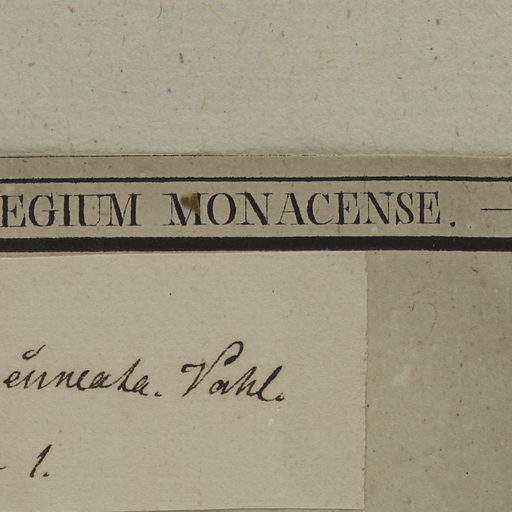 EGIUM MONACENSE. —
cuneata. Vahl.
- 1.